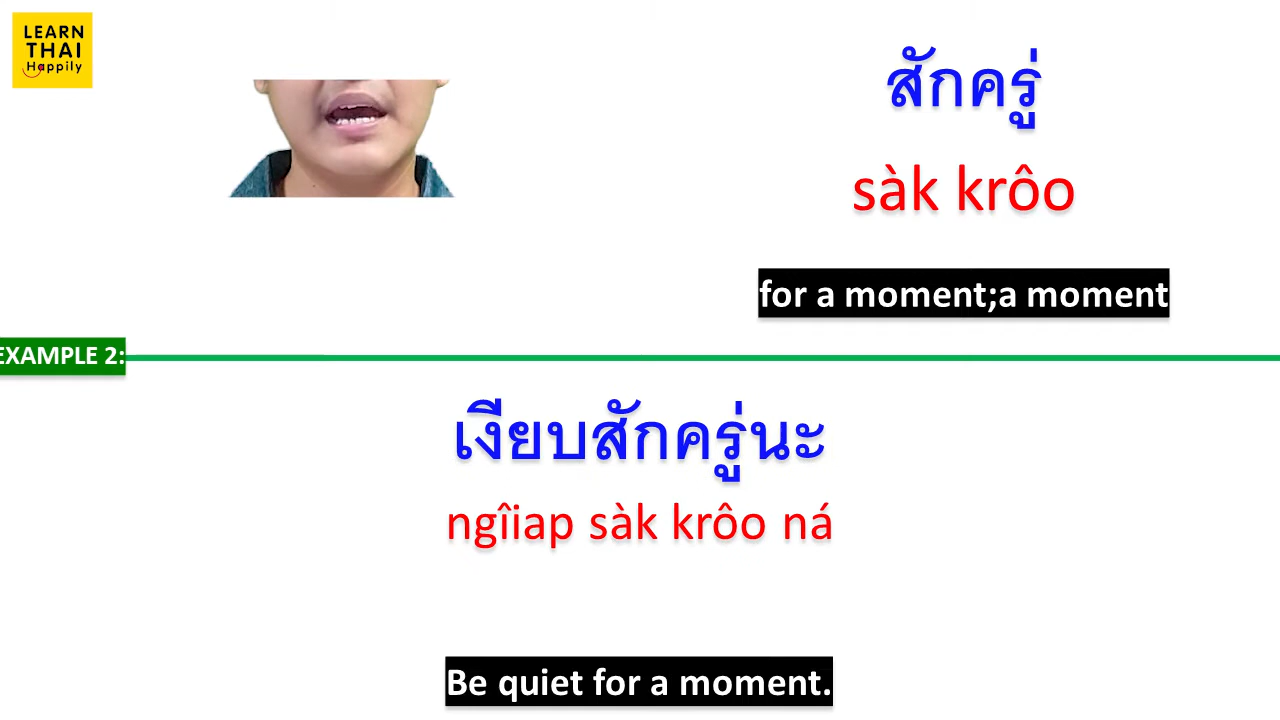 LEARN
THAI
Happily
สักครู่
sàk krôo
for a moment;a moment
EXAMPLE 2:
เงียบสักครู่นะ
ngîiap sàk krôo ná
Be quiet for a moment.